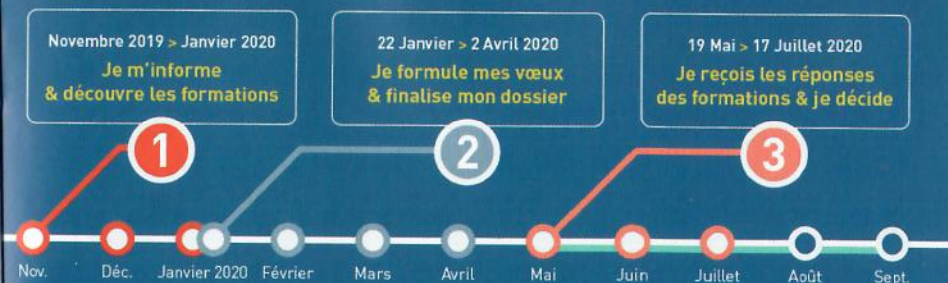 Novembre 2019 > Janvier 2020
Je m'informe
& découvre les formations
22 Janvier > 2 Avril 2020
Je formule mes vœux
& finalise mon dossier
19 Mai > 17 Juillet 2020
Je reçois les réponses
des formations & je décide
1
2
3
Nov. Déc. Janvier 2020 Février Mars Avril Mai Juin Juillet Août Sept.